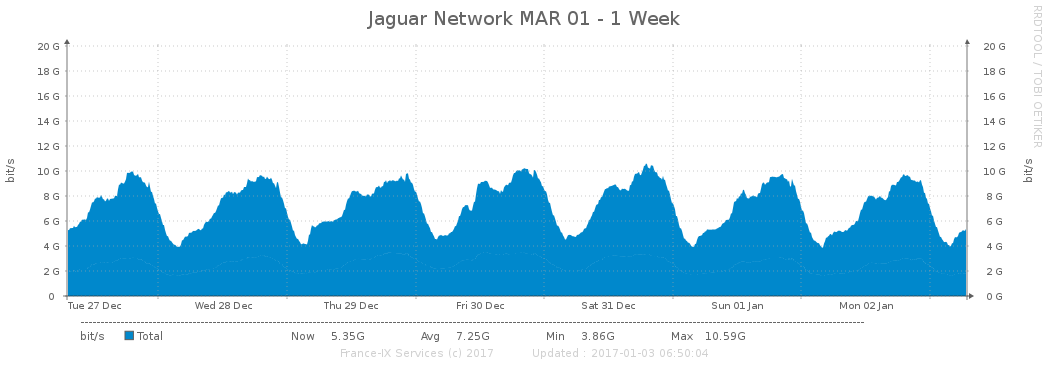 Jaguar Network MAR 01 - 1 Week
RRDTOOL / TOBI OETIKER
20 G 20 G
18 G 18 G
16 G 16 G
14 G 14 G
12 G 12 G
10 G 10 G
8 G 8 G
6 G 6 G
4 G 4 G
2 G 2 G
0 0 G
bit/s bit/s
Tue 27 Dec Wed 28 Dec Thu 29 Dec Fri 30 Dec Sat 31 Dec Sun 01 Jan Mon 02 Jan
bit/s Total Now 5.35G Avg 7.25G Min 3.86G Max 10.59G
France-IX Services (c) 2017 Updated : 2017-01-03 06:50:04